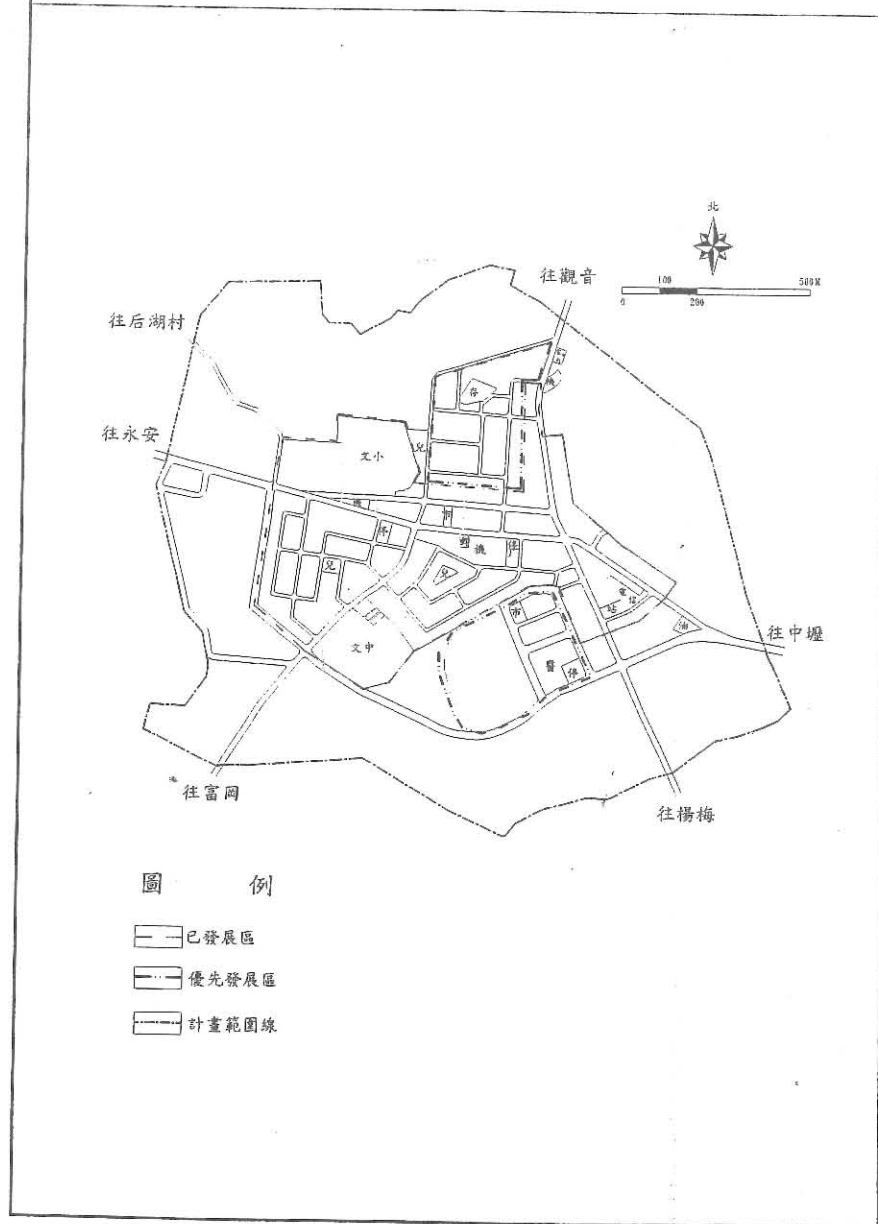 北
100 500M
0 200
往觀音
往后湖村
往永安
文小
兒
機
市
停
兒
郵
機
停
兒
文中
市
醫
停
站
電信
油
往中壢
往富岡
往楊梅
圖 例
已發展區
優先發展區
計畫範圍線